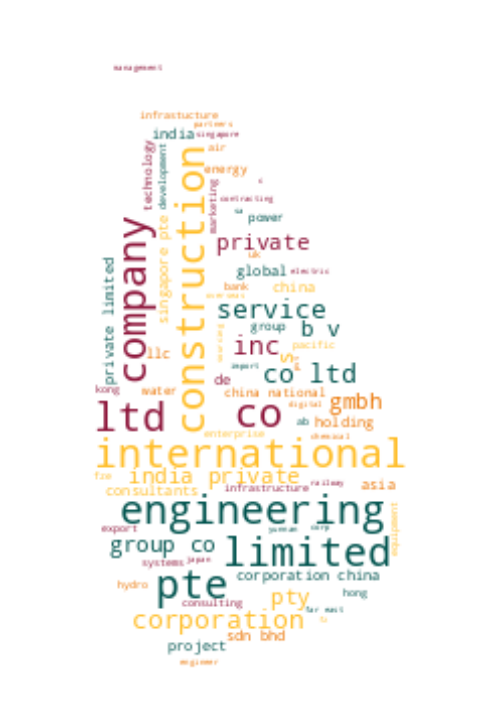 management
infrastucture
partners
india
singapore
air
technology
development
construction
energy
marketing
contracting
sa
power
company
singapore pte
private
uk
private limited
global
electric
bank
china
service
group
b v
inc
pacific
llc
import
co ltd
de
kong
water
china national
gmbh
digital
ltd
co
ab
holding
enterprise
chemical
international
fze
india private
consultants
infrastructure
railway
asia
engineering
export
yunnan
corp
group co
limited
systems
japan
corporation china
hydro
pte
hong
consulting
pty
far east
corporation
sdn bhd
project
engineer